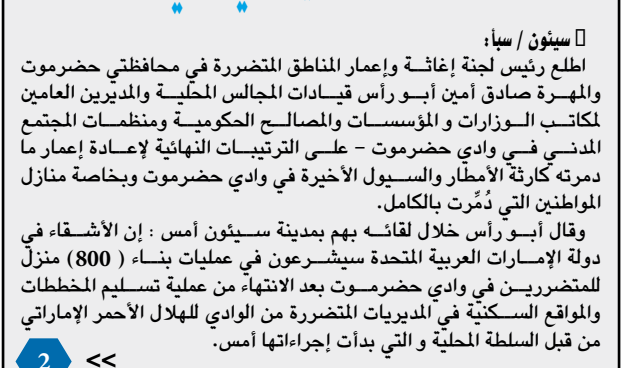 سيئون / سبأ:
اطلع رئيس لجنة إغاثة وإعمار المناطق المتضررة في محافظتي حضرموت
والمهرة صادق أمين أبو رأس قيادات المجالس المحلية والمديرين العامين
لمكاتب الوزارات و المؤسسات والمصالح الحكومية ومنظمات المجتمع
المدني في وادي حضرموت – على الترتيبات النهائية لإعادة إعمار ما
دمرته كارثة الأمطار والسيول الأخيرة في وادي حضرموت وبخاصة منازل
المواطنين التي دُمِّرت بالكامل.
وقال أبو رأس خلال لقائه بهم بمدينة سيئون أمس : إن الأشقاء في
دولة الإمارات العربية المتحدة سيشرعون في عمليات بناء ( 800 ) منزل
للمتضررين في وادي حضرموت بعد الانتهاء من عملية تسليم المخططات
والمواقع السكنية في المديريات المتضررة من الوادي للهلال الأحمر الإماراتي
من قبل السلطة المحلية و التي بدأت إجراءاتها أمس.
>> 2